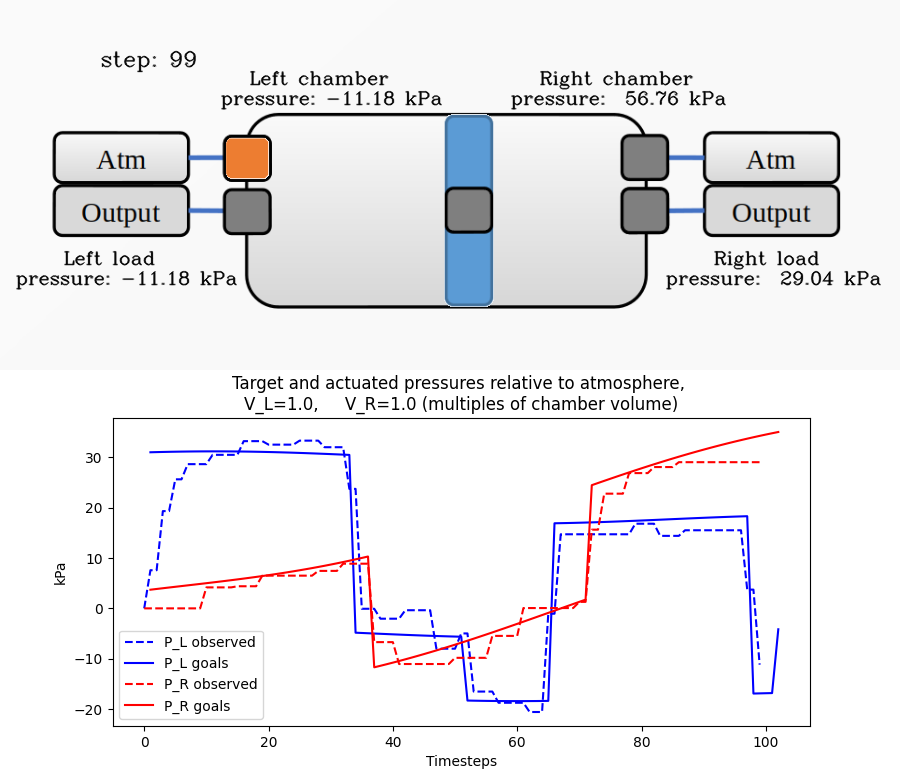 step: 99
Left chamber
pressure: −11.18 kPa
Right chamber
pressure: 56.76 kPa
Atm
Atm
Output
Output
Left load
pressure: −11.18 kPa
Right load
pressure: 29.04 kPa
Target and actuated pressures relative to atmosphere,
V_L=1.0, V_R=1.0 (multiples of chamber volume)
30
20
10
0
−10
−20
kPa
P_L observed
P_L goals
P_R observed
P_R goals
0 20 40 60 80 100
Timesteps